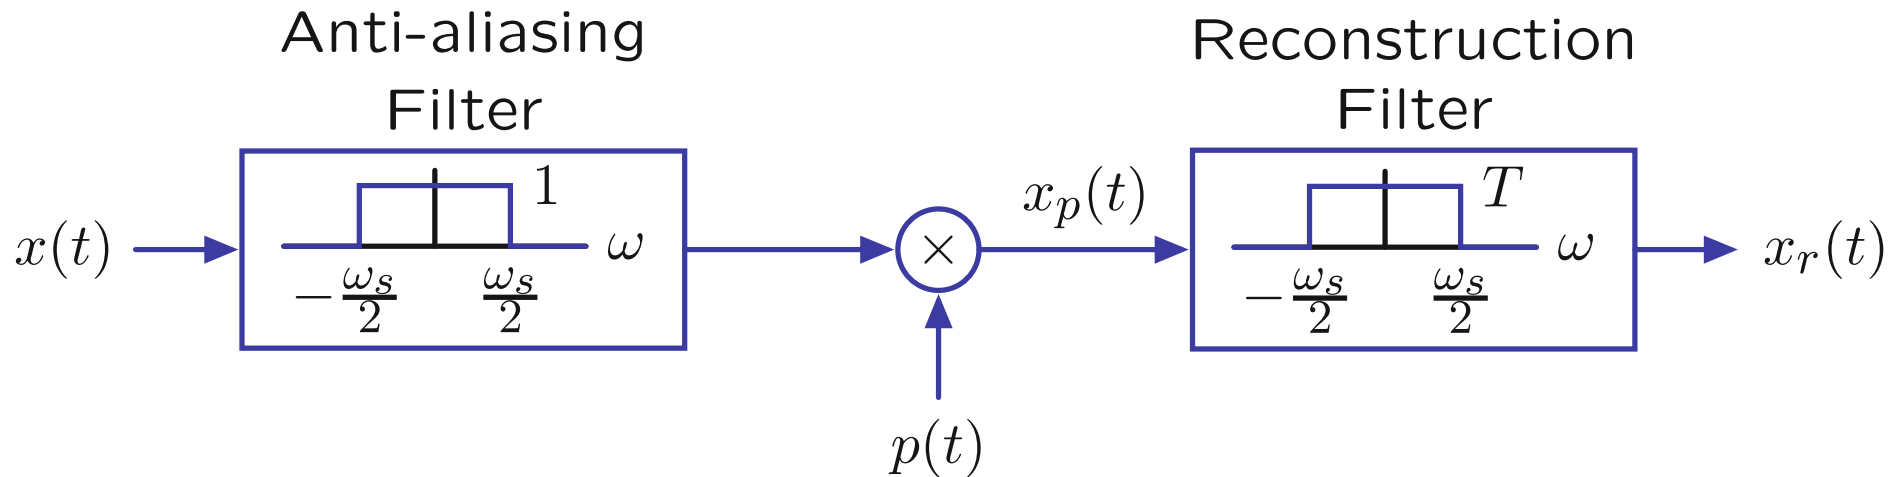 Anti-aliasing
Filter
Reconstruction
Filter
x(t)
1
ω
−ω_s/2
ω_s/2
×
p(t)
x_p(t)
T
ω
−ω_s/2
ω_s/2
x_r(t)